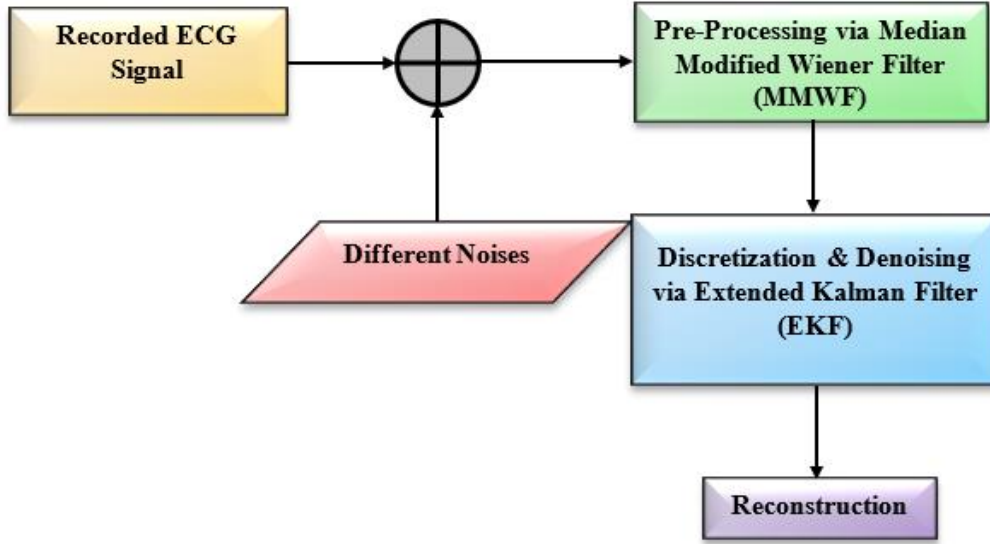 Recorded ECG
Signal
Pre-Processing via Median
Modified Wiener Filter
(MMWF)
Different Noises
Discretization & Denoising
via Extended Kalman Filter
(EKF)
Reconstruction